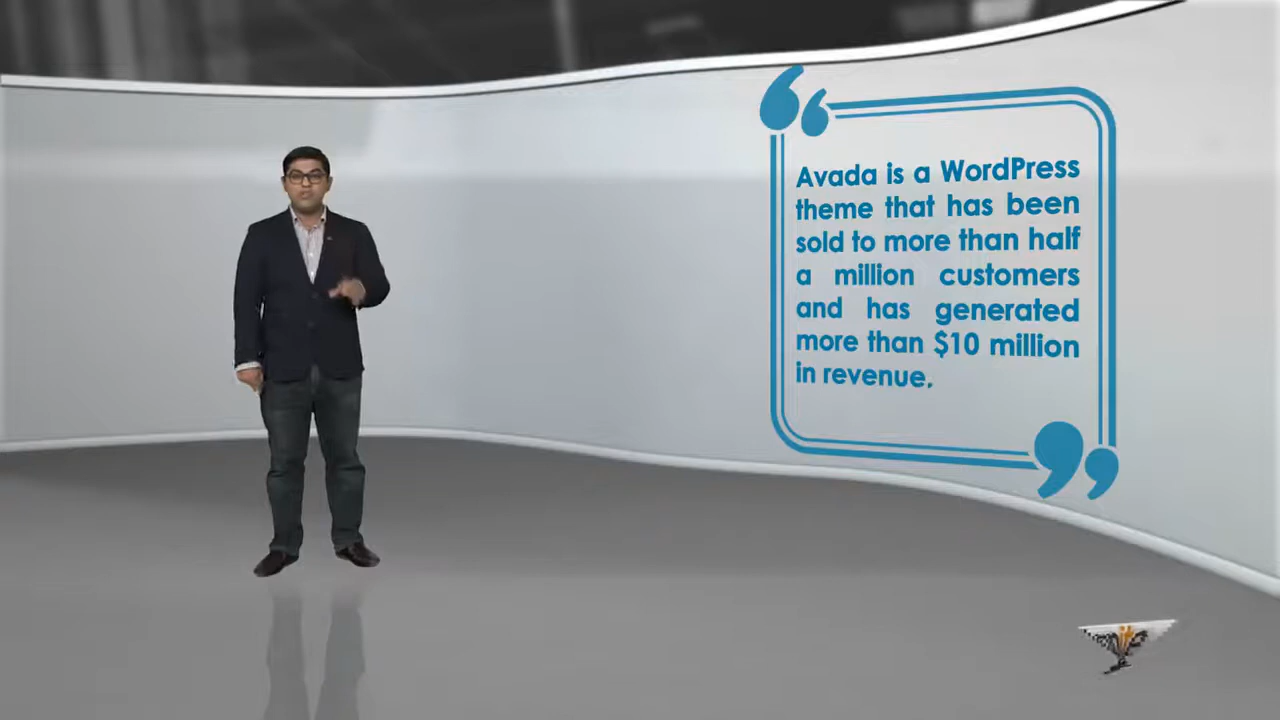 Avada is a WordPress
theme that has been
sold to more than half
a million customers
and has generated
more than $10 million
in revenue.